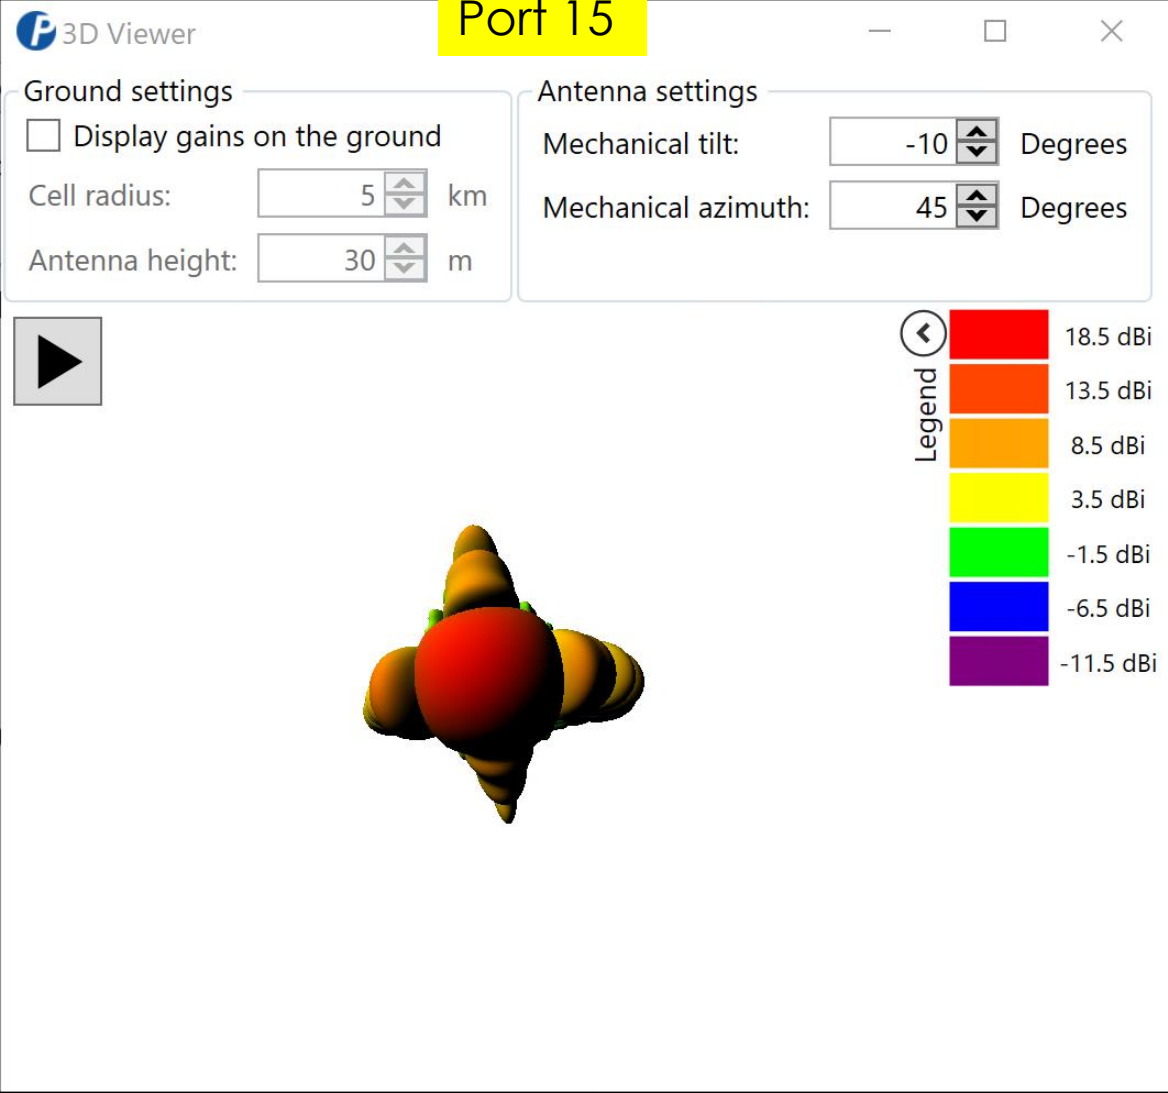 Port 15
3D Viewer
Ground settings
Display gains on the ground
Cell radius: 5 km
Antenna height: 30 m
Antenna settings
Mechanical tilt: -10 Degrees
Mechanical azimuth: 45 Degrees
Legend
18.5 dBi
13.5 dBi
8.5 dBi
3.5 dBi
-1.5 dBi
-6.5 dBi
-11.5 dBi